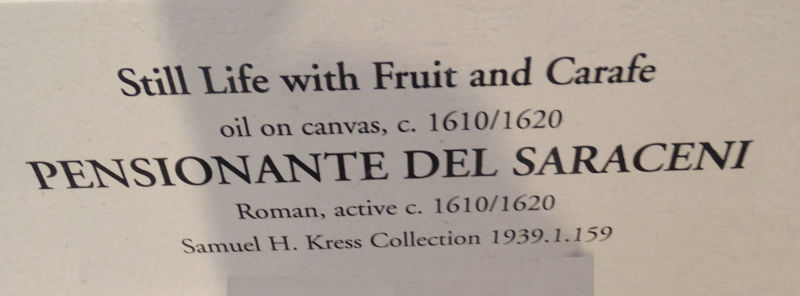 Still Life with Fruit and Carafe
oil on canvas, c. 1610/1620
PENSIONANTE DEL SARACENI
Roman, active c. 1610/1620
Samuel H. Kress Collection 1939.1.159